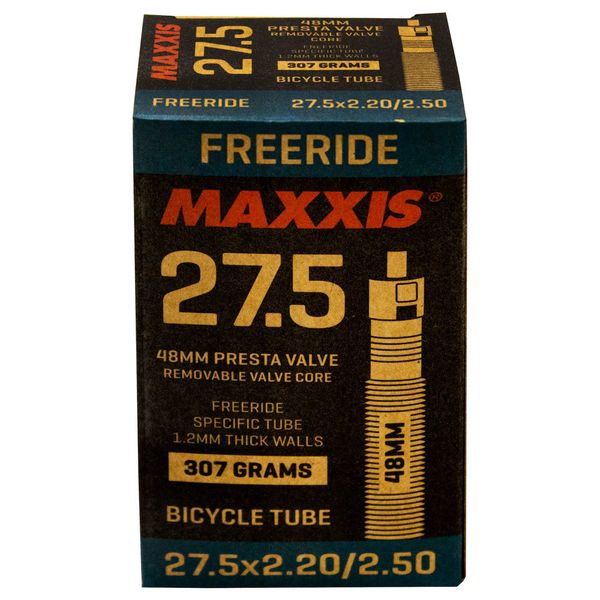 MAXXIS
27.5
48MM
PRESTA VALVE
REMOVABLE VALVE
CORE
FREERIDE
SPECIFIC TUBE
1.2MM THICK WALLS
307 GRAMS
BICYCLE TUBE
FREERIDE 27.5x2.20/2.50
FREERIDE
MAXXIS®
27.5
48MM PRESTA VALVE
REMOVABLE VALVE CORE
FREERIDE
SPECIFIC TUBE
1.2MM THICK WALLS
307 GRAMS
48MM
BICYCLE TUBE
27.5x2.20/2.50